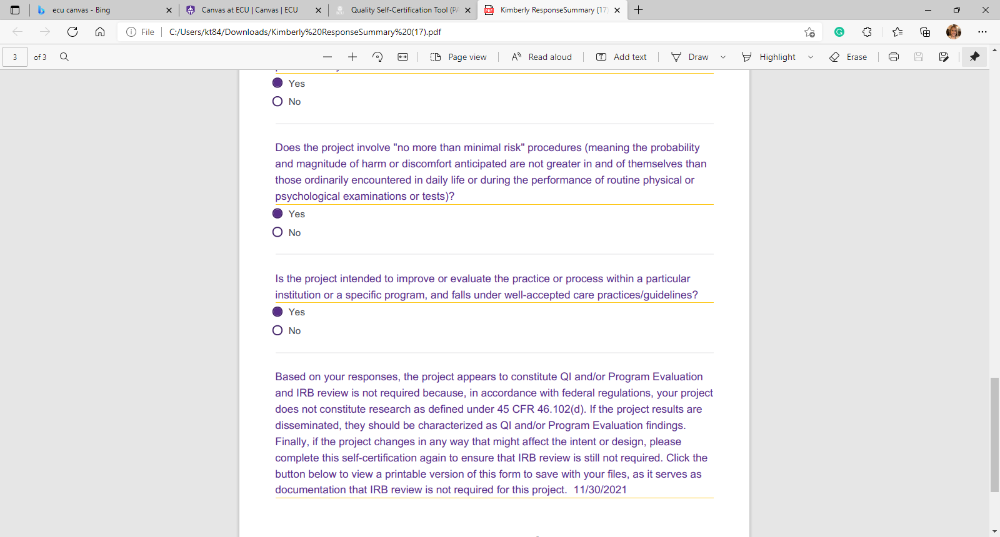 ecu canvas - Bing
Canvas at ECU | Canvas | ECU
Quality Self-Certification Tool (PA
Kimberly ResponseSummary (17)
File
C:/Users/kt84/Downloads/Kimberly%20ResponseSummary%20(17).pdf
3 of 3
Page view
Read aloud
Add text
Draw
Highlight
Erase
Yes
No
Does the project involve "no more than minimal risk" procedures (meaning the probability
and magnitude of harm or discomfort anticipated are not greater in and of themselves than
those ordinarily encountered in daily life or during the performance of routine physical or
psychological examinations or tests)?
Yes
No
Is the project intended to improve or evaluate the practice or process within a particular
institution or a specific program, and falls under well-accepted care practices/guidelines?
Yes
No
Based on your responses, the project appears to constitute QI and/or Program Evaluation
and IRB review is not required because, in accordance with federal regulations, your project
does not constitute research as defined under 45 CFR 46.102(d). If the project results are
disseminated, they should be characterized as QI and/or Program Evaluation findings.
Finally, if the project changes in any way that might affect the intent or design, please
complete this self-certification again to ensure that IRB review is still not required. Click the
button below to view a printable version of this form to save with your files, as it serves as
documentation that IRB review is not required for this project. 11/30/2021